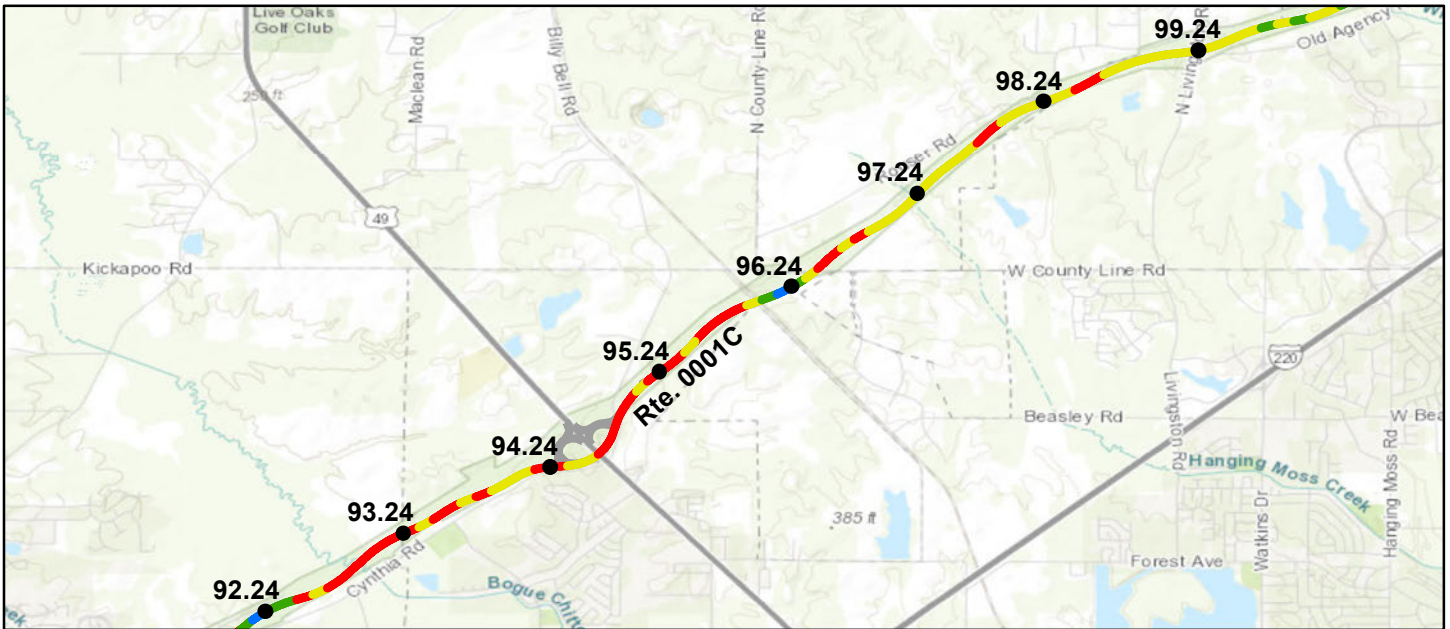 Live Oaks
Golf Club
Maclean Rd
Billy Bell Rd
N County Line Rd
99.24
Old Agency
98.24
250 ft
97.24
49
96.24
Kickapoo Rd
W County Line Rd
95.24
Rte. 0001C
220
94.24
Beasley Rd
W Bea
Livingston Rd
Hanging Moss Creek
Hanging Moss Rd
93.24
385 ft
Watkins Dr
Cynthia Rd
Forest Ave
92.24
Bogue Chitto